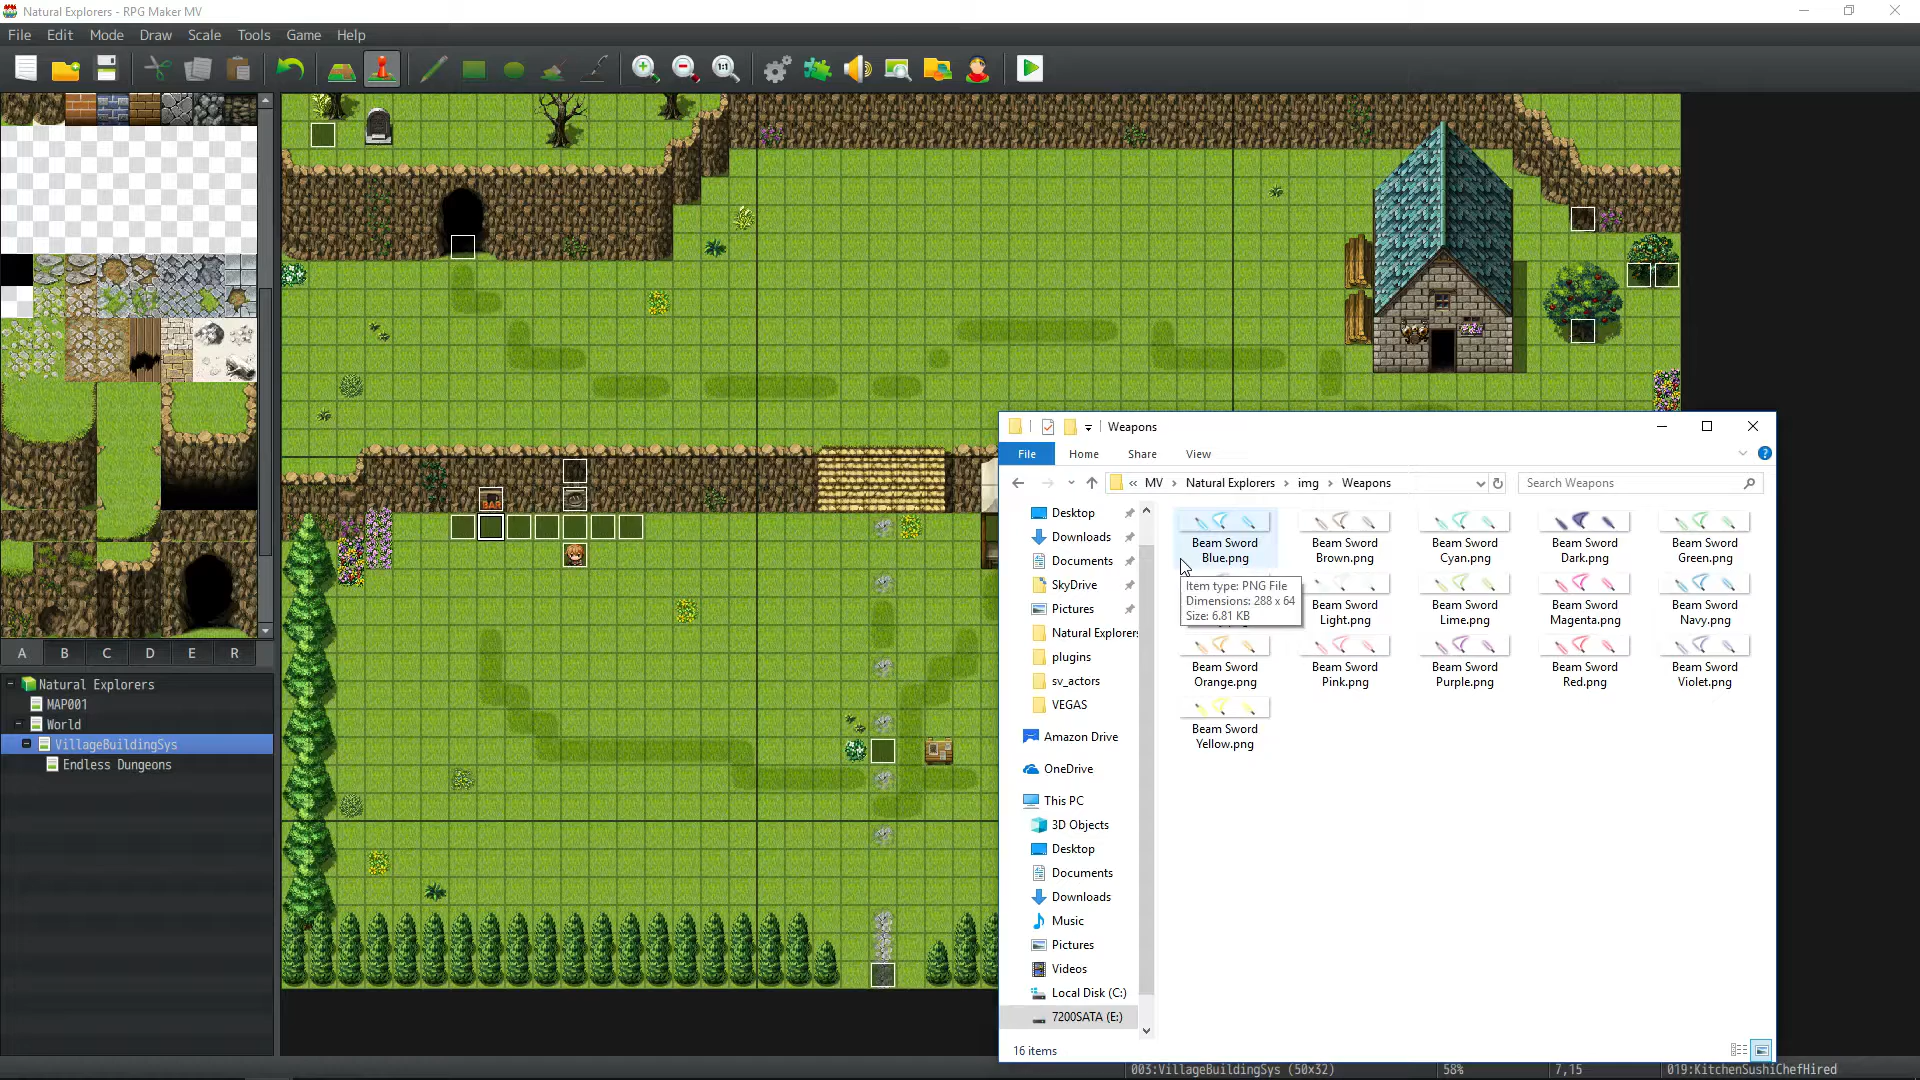 Natural Explorers - RPG Maker MV
File Edit Mode Draw Scale Tools Game Help
1:1
BAR
A B C D E R
Natural Explorers
MAP001
World
VillageBuildingSys
Endless Dungeons
Weapons
File Home Share View
« MV > Natural Explorers > img > Weapons
Search Weapons
Desktop
Downloads
Documents
SkyDrive
Pictures
Natural Explorers
plugins
sv_actors
VEGAS
Amazon Drive
OneDrive
This PC
3D Objects
Desktop
Documents
Downloads
Music
Pictures
Videos
Local Disk (C:)
7200SATA (E:)
Beam Sword Blue.png
Beam Sword Brown.png
Beam Sword Cyan.png
Beam Sword Dark.png
Beam Sword Green.png
Item type: PNG File
Dimensions: 288 x 64
Size: 6.81 KB
Beam Sword Light.png
Beam Sword Lime.png
Beam Sword Magenta.png
Beam Sword Navy.png
Beam Sword Orange.png
Beam Sword Pink.png
Beam Sword Purple.png
Beam Sword Red.png
Beam Sword Violet.png
Beam Sword Yellow.png
16 items
003:VillageBuildingSys (50x32) 58% 7,15 019:KitchenSushiChefHired